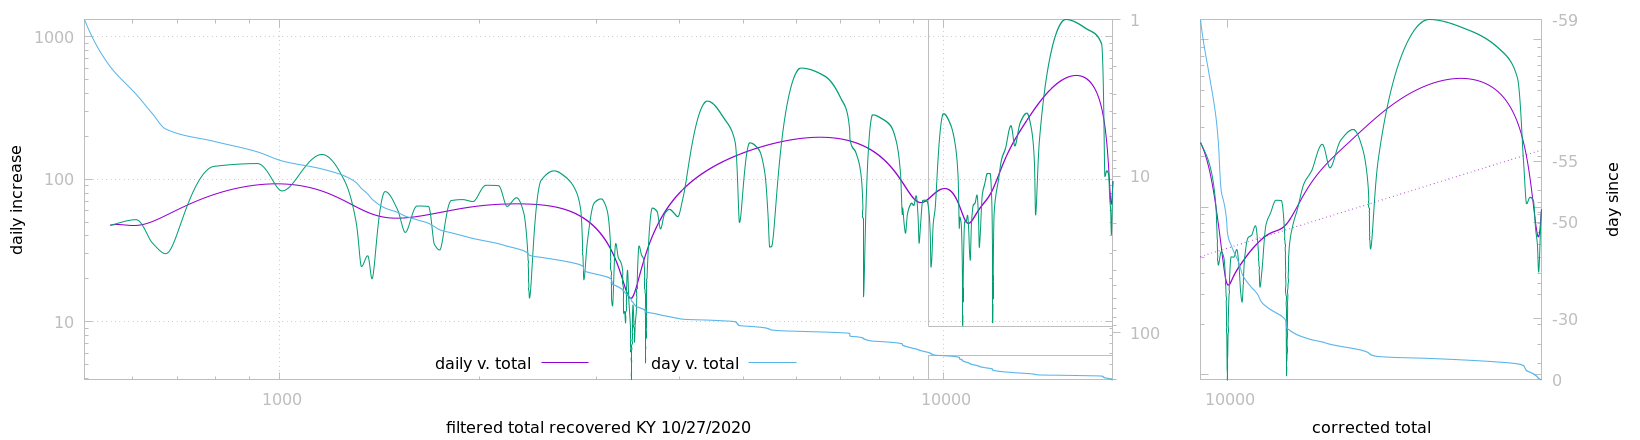 1000
100
10
daily increase
1000
10000
filtered total recovered KY 10/27/2020
daily v. total
day v. total
1
10
100
10000
corrected total
-59
-55
-50
-30
0
day since